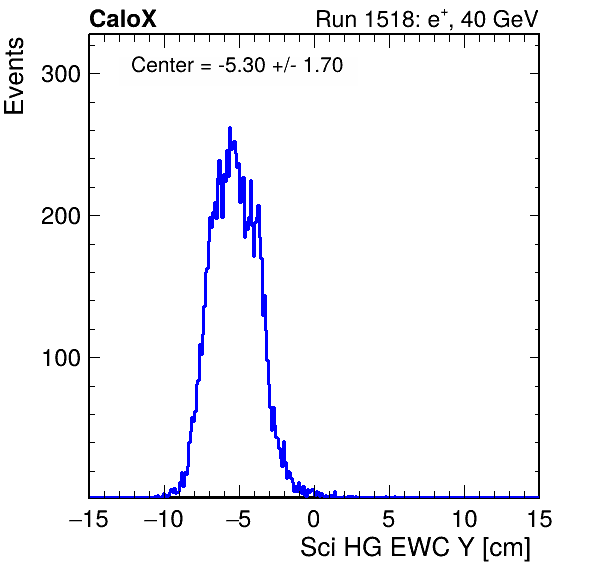 CaloX Run 1518: e⁺, 40 GeV
Center = -5.30 +/- 1.70
Events
300
200
100
−15 −10 −5 0 5 10 15
Sci HG EWC Y [cm]